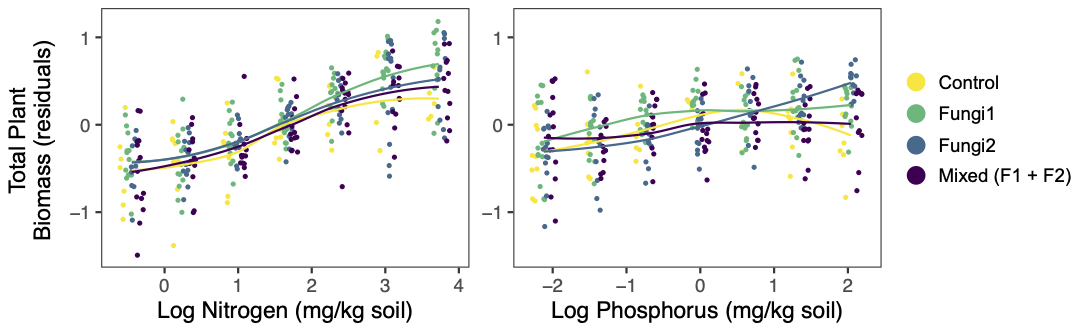 Total Plant
Biomass (residuals)
1
0
−1
0 1 2 3 4
Log Nitrogen (mg/kg soil)
1
0
−1
−2 −1 0 1 2
Log Phosphorus (mg/kg soil)
Control
Fungi1
Fungi2
Mixed (F1 + F2)